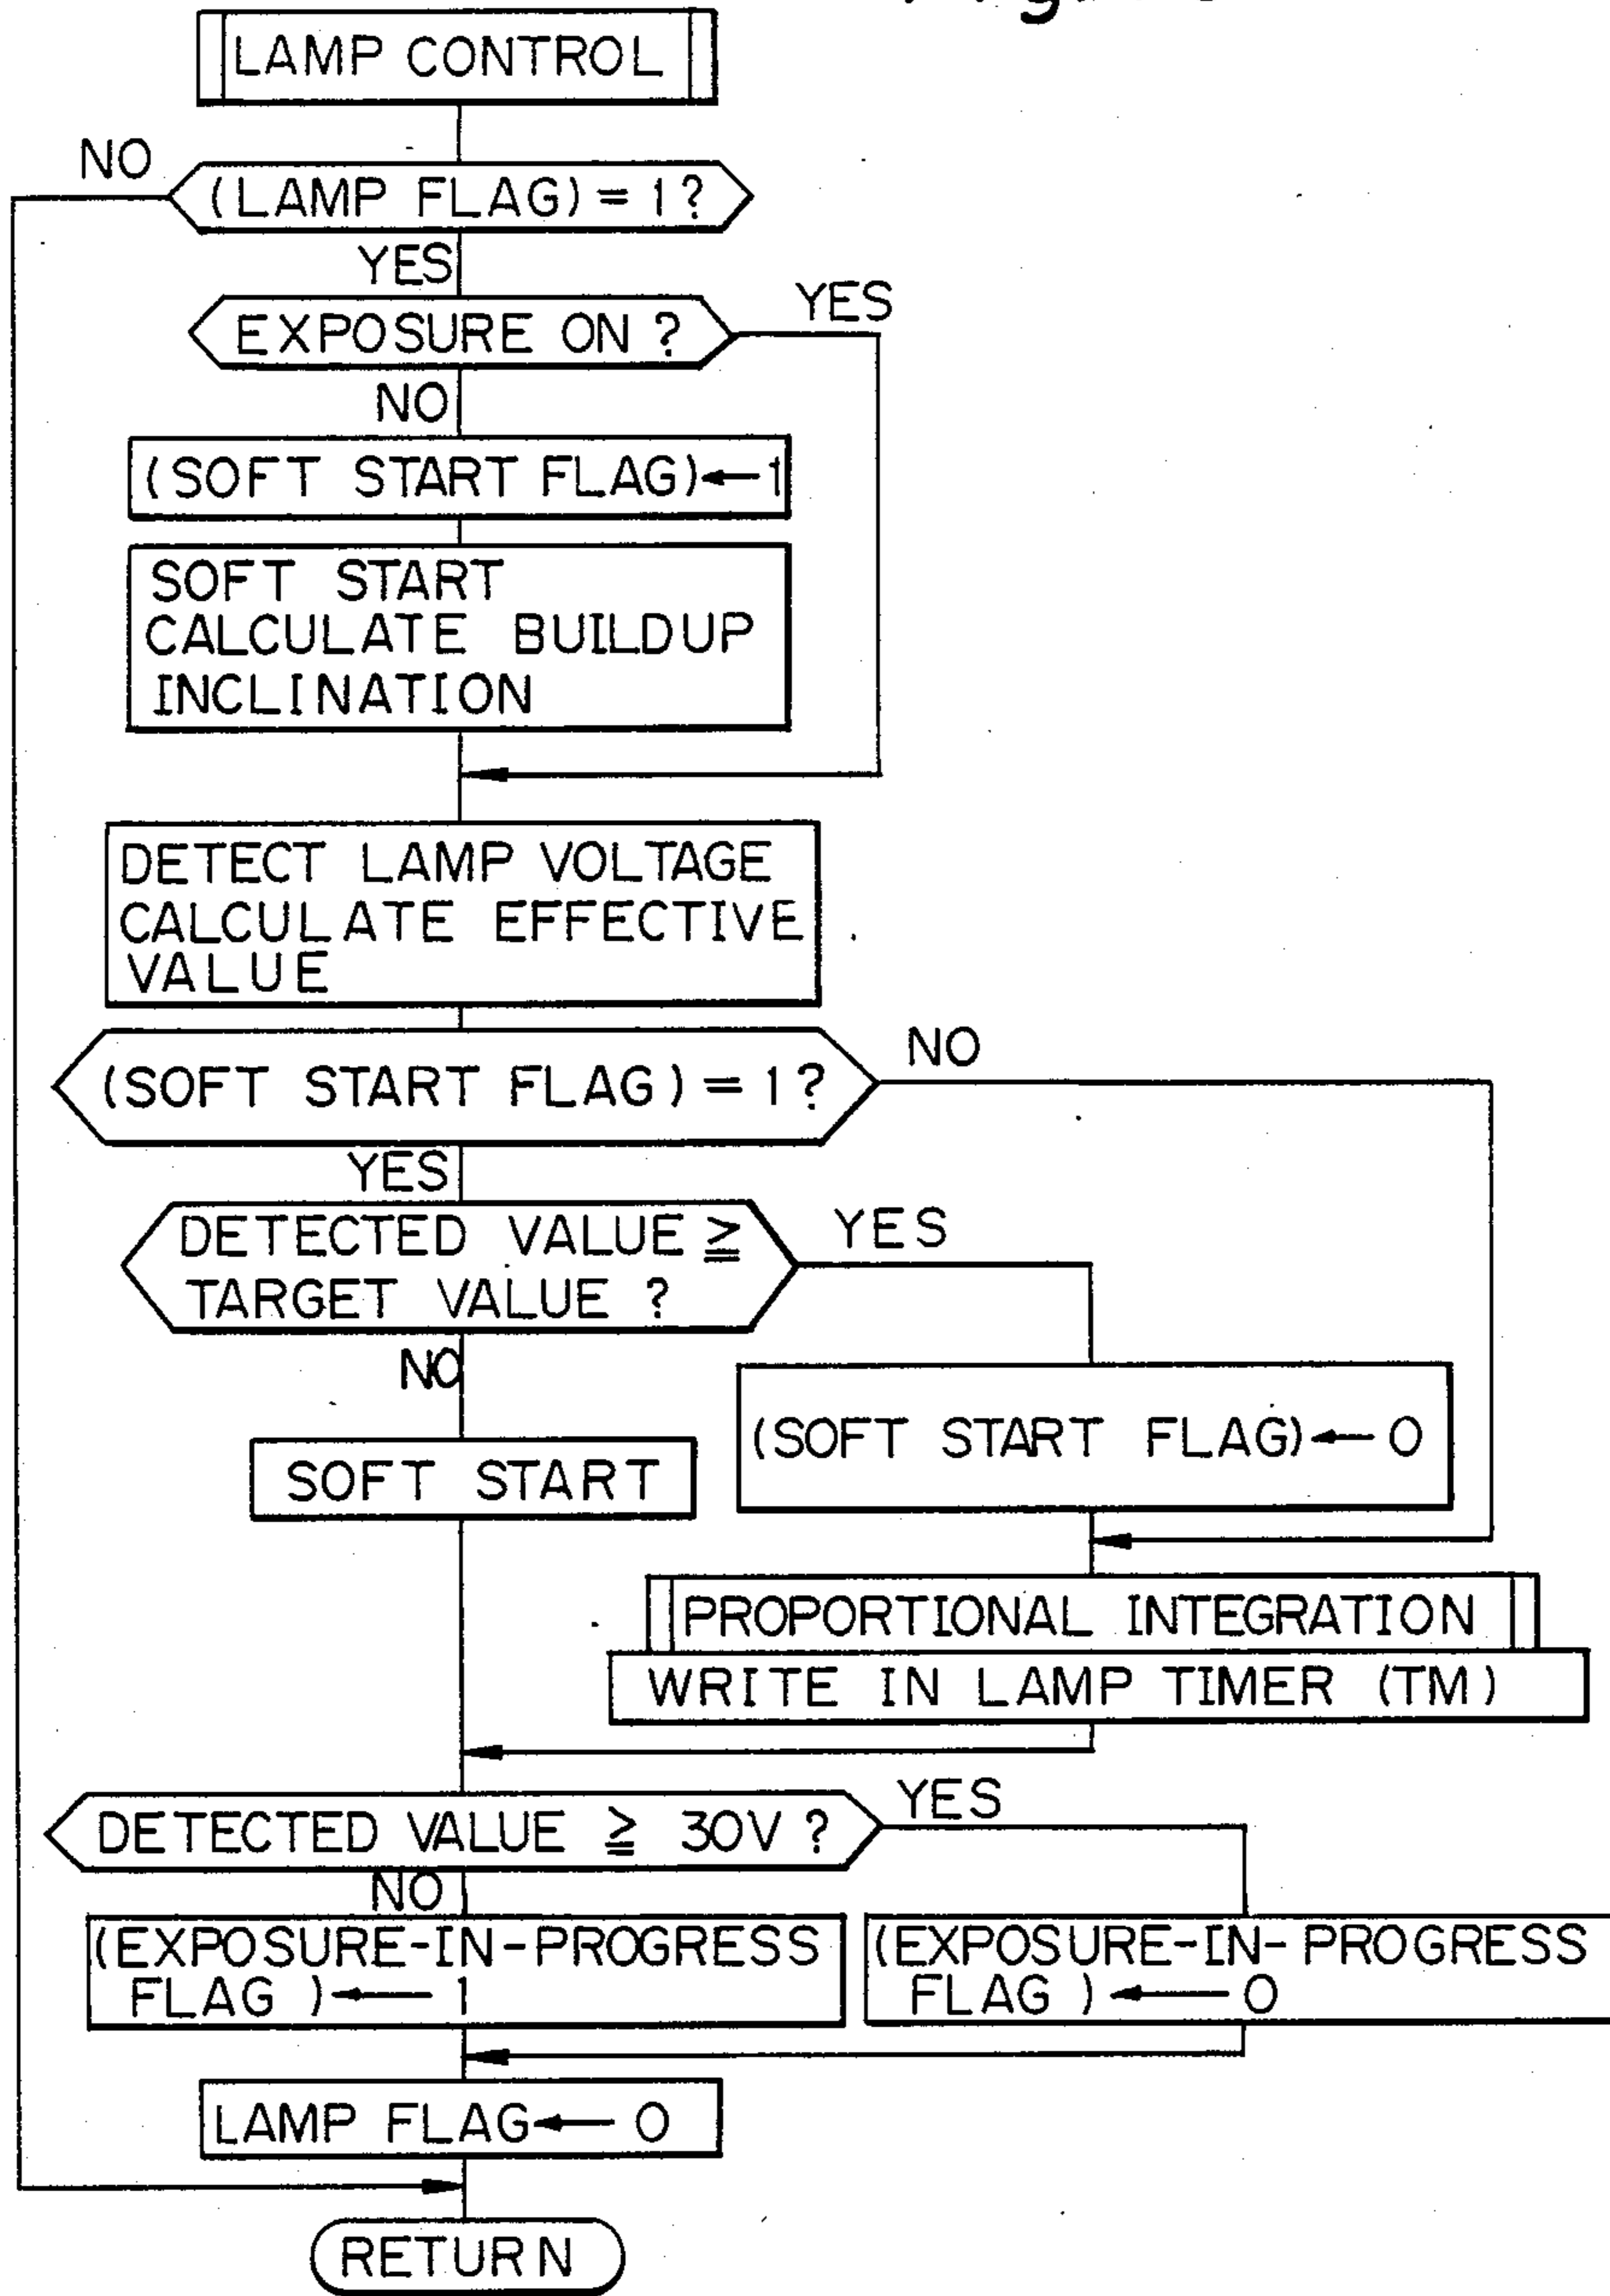 LAMP CONTROL
NO
(LAMP FLAG) = 1 ?
YES
EXPOSURE ON ?
YES
NO
(SOFT START FLAG)←1
SOFT START
CALCULATE BUILDUP
INCLINATION
DETECT LAMP VOLTAGE
CALCULATE EFFECTIVE
VALUE
(SOFT START FLAG) = 1 ?
NO
YES
DETECTED VALUE ≧
TARGET VALUE ?
YES
NO
(SOFT START FLAG)← 0
SOFT START
PROPORTIONAL INTEGRATION
WRITE IN LAMP TIMER (TM)
DETECTED VALUE ≧ 30V ?
YES
NO
(EXPOSURE-IN-PROGRESS
FLAG )← 1
(EXPOSURE-IN-PROGRESS
FLAG )← 0
LAMP FLAG← 0
RETURN